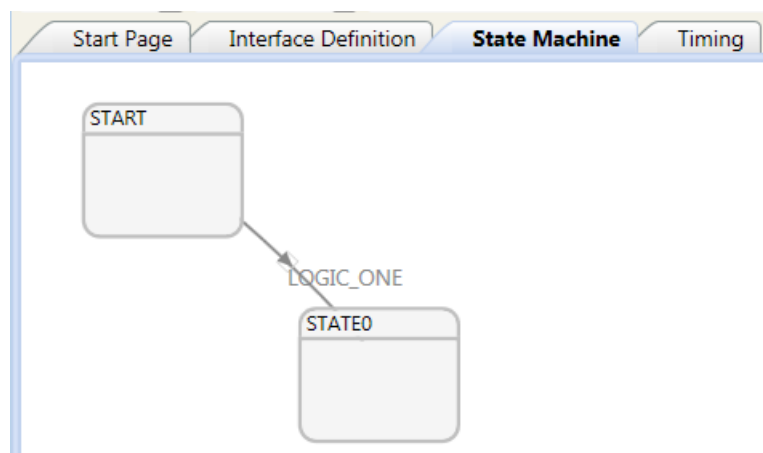 Start Page Interface Definition State Machine Timing
START
LOGIC_ONE
STATE0